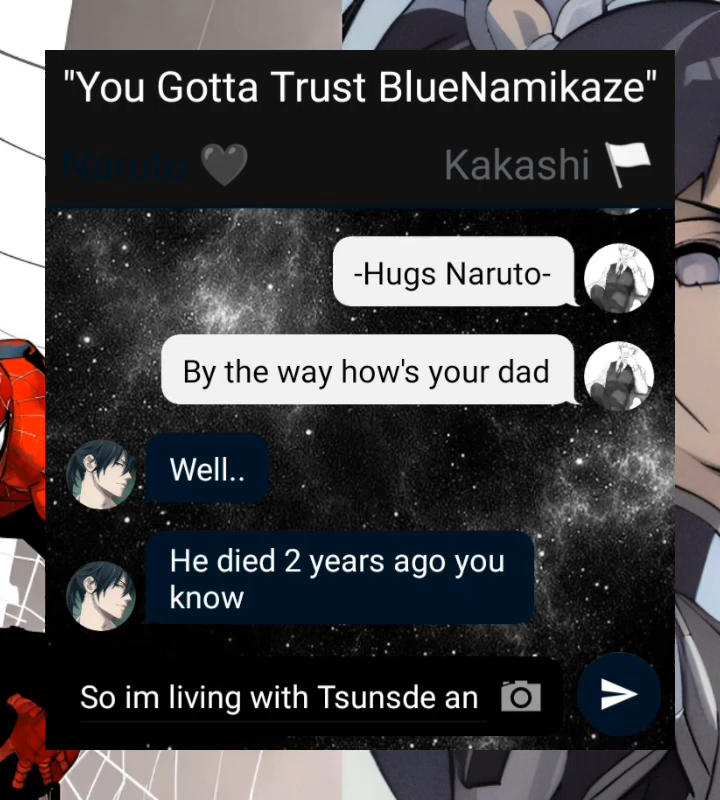 "You Gotta Trust BlueNamikaze"
Naruto 🖤 Kakashi 🏳
-Hugs Naruto-
By the way how's your dad
Well..
He died 2 years ago you
know
So im living with Tsunsde an